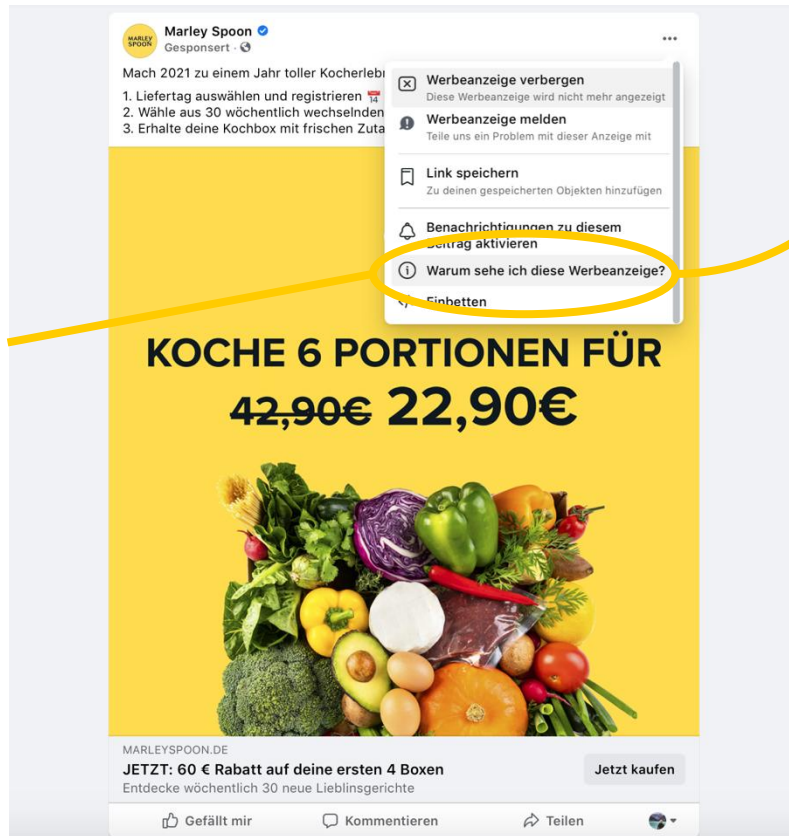 MARLEY
SPOON
Marley Spoon
Gesponsert ·
Mach 2021 zu einem Jahr toller Kocherleb
1. Liefertag auswählen und registrieren 14
2. Wähle aus 30 wöchentlich wechselnden
3. Erhalte deine Kochbox mit frischen Zuta
Werbeanzeige verbergen
Diese Werbeanzeige wird nicht mehr angezeigt
Werbeanzeige melden
Teile uns ein Problem mit dieser Anzeige mit
Link speichern
Zu deinen gespeicherten Objekten hinzufügen
Benachrichtigungen zu diesem
Beitrag aktivieren
Warum sehe ich diese Werbeanzeige?
Einbetten
KOCHE 6 PORTIONEN FÜR
42,90€ 22,90€
MARLEYSPOON.DE
JETZT: 60 € Rabatt auf deine ersten 4 Boxen
Entdecke wöchentlich 30 neue Lieblinsgerichte
Jetzt kaufen
Gefällt mir
Kommentieren
Teilen